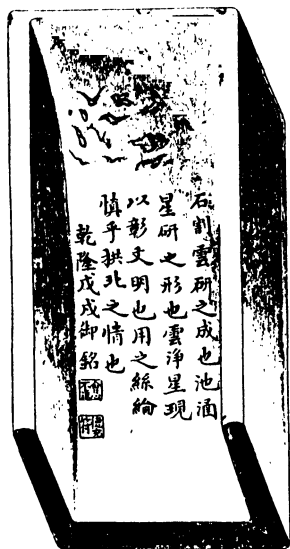 石割雲研之成也池涌
星研之形也雲淨星現
以彰文明也用之絲綸
慎乎拱北之情也
乾隆戊戌御銘